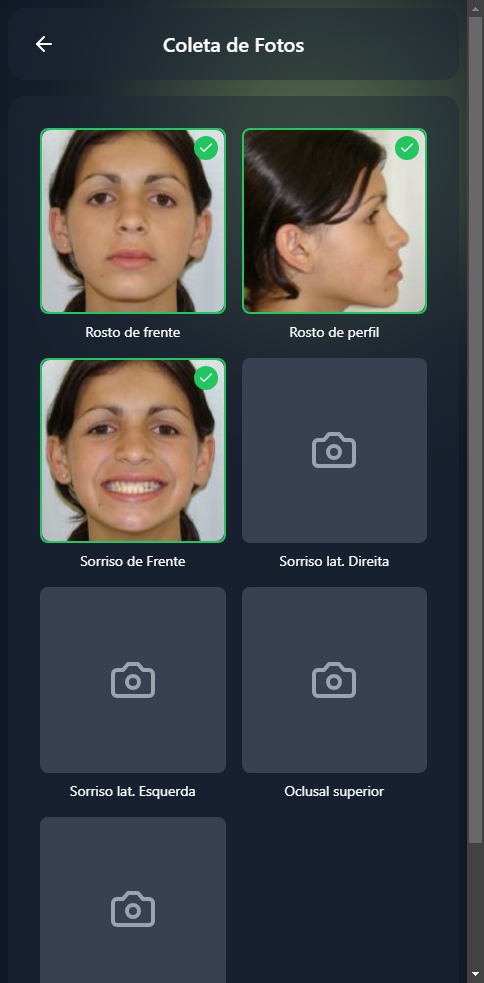 Coleta de Fotos
Rosto de frente
Rosto de perfil
Sorriso de Frente
Sorriso lat. Direita
Sorriso lat. Esquerda
Oclusal superior